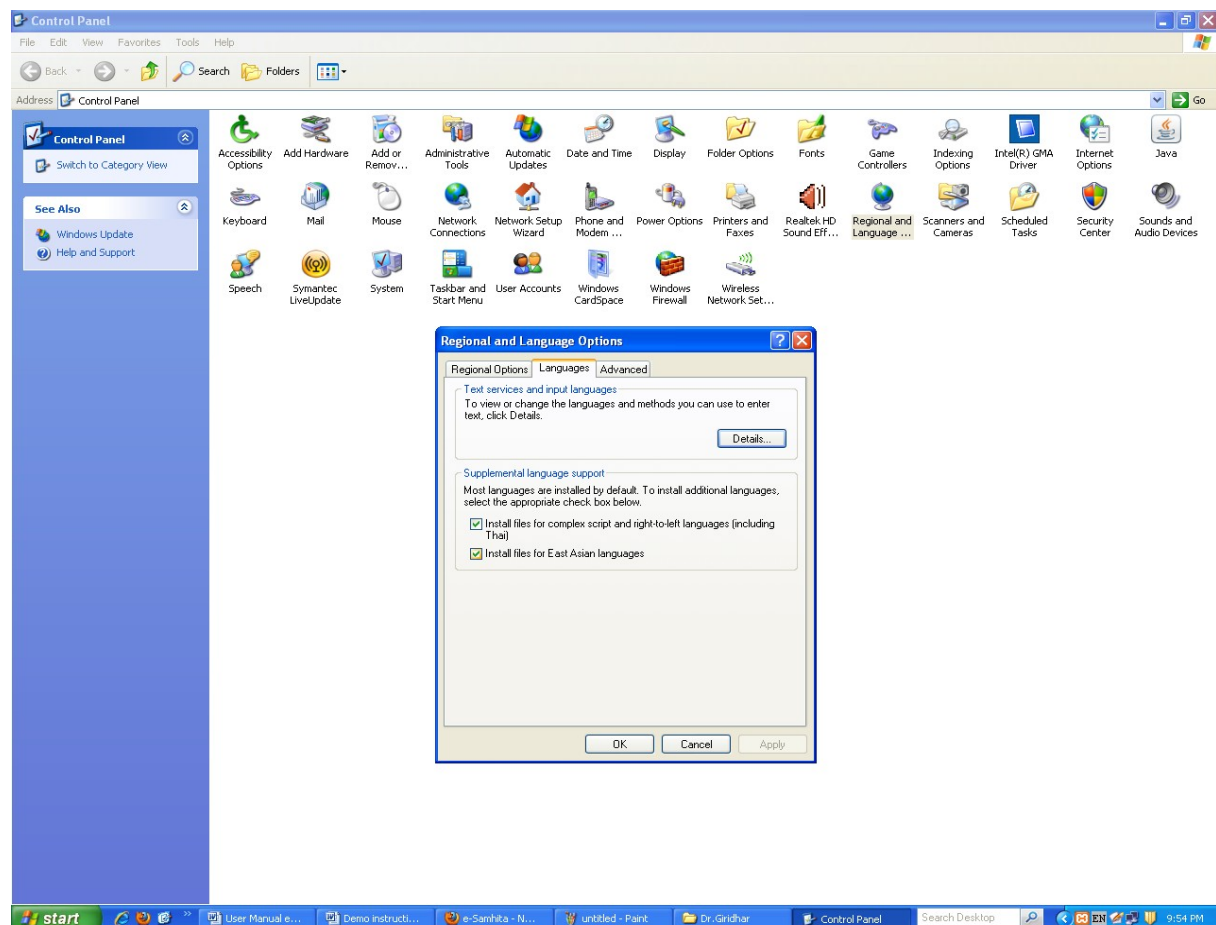 Control Panel
File Edit View Favorites Tools Help
Back Search Folders
Address Control Panel Go
Control Panel
Switch to Category View
See Also
Windows Update
Help and Support
Accessibility Options
Add Hardware
Add or Remov...
Administrative Tools
Automatic Updates
Date and Time
Display
Folder Options
Fonts
Game Controllers
Indexing Options
Intel(R) GMA Driver
Internet Options
Java
Keyboard
Mail
Mouse
Network Connections
Network Setup Wizard
Phone and Modem ...
Power Options
Printers and Faxes
Realtek HD Sound Eff...
Regional and Language ...
Scanners and Cameras
Scheduled Tasks
Security Center
Sounds and Audio Devices
Speech
Symantec LiveUpdate
System
Taskbar and Start Menu
User Accounts
Windows CardSpace
Windows Firewall
Wireless Network Set...
Regional and Language Options
Regional Options Languages Advanced
Text services and input languages
To view or change the languages and methods you can use to enter
text, click Details.
Details...
Supplemental language support
Most languages are installed by default. To install additional languages,
select the appropriate check box below.
Install files for complex script and right-to-left languages (including
Thai)
Install files for East Asian languages
OK Cancel Apply
start User Manual e... Demo instructi... e-Samhita - N... untitled - Paint Dr.Giridhar Control Panel Search Desktop EN 9:54 PM